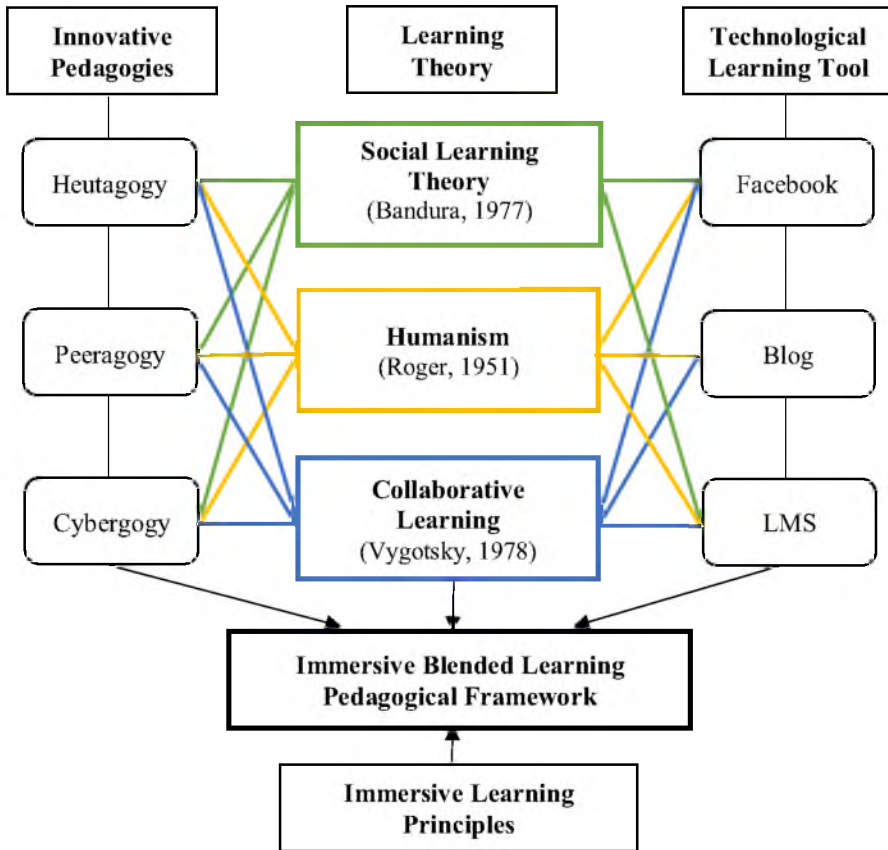 Innovative
Pedagogies
Learning
Theory
Technological
Learning Tool
Heutagogy
Social Learning
Theory
(Bandura, 1977)
Facebook
Peeragogy
Humanism
(Roger, 1951)
Blog
Cybergogy
Collaborative
Learning
(Vygotsky, 1978)
LMS
Immersive Blended Learning
Pedagogical Framework
Immersive Learning
Principles